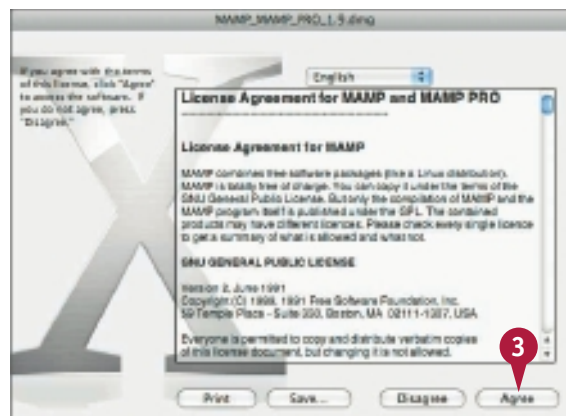 MAMP_MAMP_PRO_1.9.dmg
If you agree with the terms
of this license, click "Agree"
to access the software. If
you do not agree, press
"Disagree."
English
License Agreement for MAMP and MAMP PRO
License Agreement for MAMP
MAMP combines free software packages (like a Linux distribution).
MAMP is totally free of charge. You can copy it under the terms of the
GNU General Public License. But only the compilation of MAMP and the
MAMP program itself is published under the GPL. The contained
products may have different licences. Please check every single licence
to get a summary of what is allowed and what not.
GNU GENERAL PUBLIC LICENSE
Version 2, June 1991
Copyright (C) 1989, 1991 Free Software Foundation, Inc.
59 Temple Place - Suite 330, Boston, MA 02111-1307, USA
Everyone is permitted to copy and distribute verbatim copies
of this license document, but changing it is not allowed.
3
Print Save... Disagree Agree